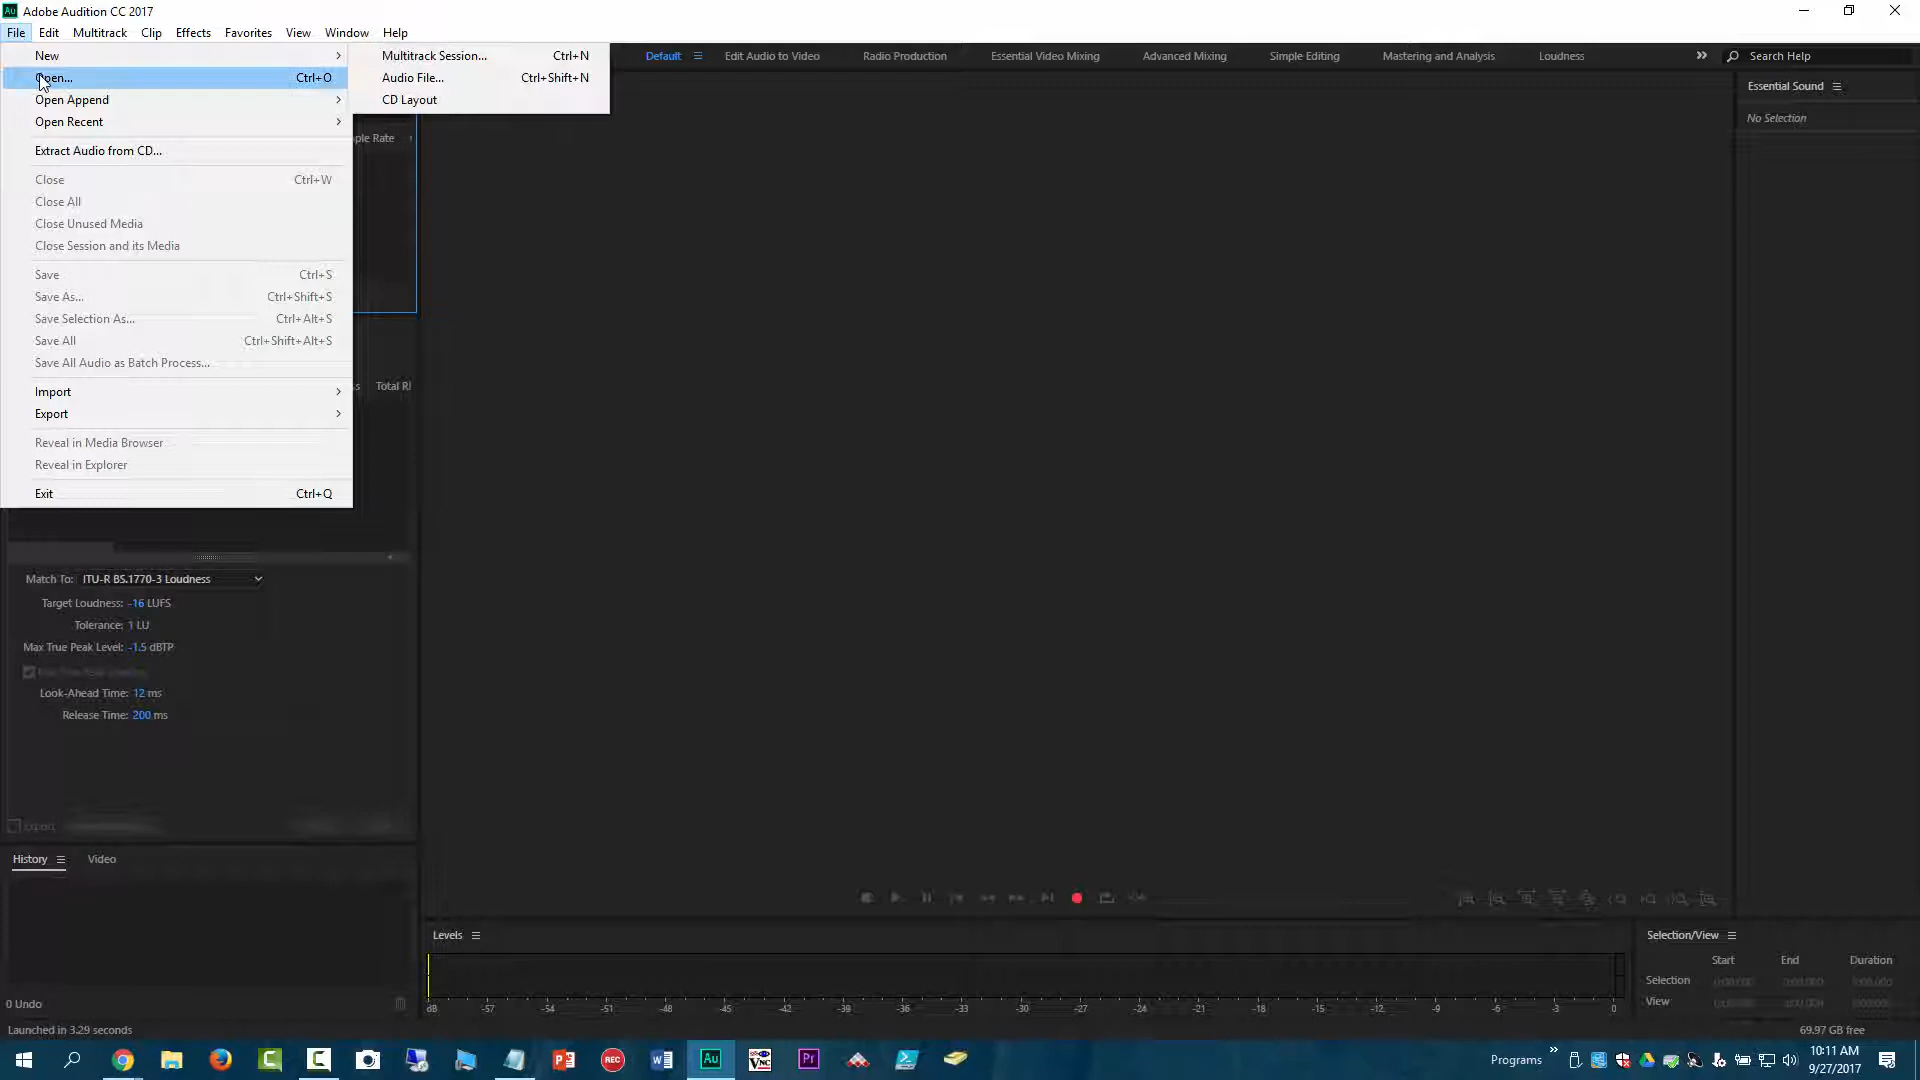 Adobe Audition CC 2017
File Edit Multitrack Clip Effects Favorites View Window Help
New
Multitrack Session... Ctrl+N
Default Edit Audio to Video Radio Production Essential Video Mixing Advanced Mixing Simple Editing Mastering and Analysis Loudness Search Help
Open... Ctrl+O
Audio File... Ctrl+Shift+N
Essential Sound
Open Append
CD Layout
Open Recent
No Selection
ple Rate
Extract Audio from CD...
Close Ctrl+W
Close All
Close Unused Media
Close Session and its Media
Save Ctrl+S
Save As... Ctrl+Shift+S
Save Selection As... Ctrl+Alt+S
Save All Ctrl+Shift+Alt+S
Save All Audio as Batch Process...
Import
s Total R
Export
Reveal in Media Browser
Reveal in Explorer
Exit Ctrl+Q
Match To: ITU-R BS.1770-3 Loudness
Target Loudness: -16 LUFS
Tolerance: 1 LU
Max True Peak Level: -1.5 dBTP
Look-Ahead Time: 12 ms
Release Time: 200 ms
Export
History Video
Levels
Selection/View
Start End Duration
Selection
View
dB -57 -54 -51 -48 -45 -42 -39 -36 -33 -30 -27 -24 -21 -18 -15 -12 -9 -6 -3 0
0 Undo
Launched in 3.29 seconds
69.97 GB free
Programs
10:11 AM
9/27/2017
REC
Au
VNC
Pr